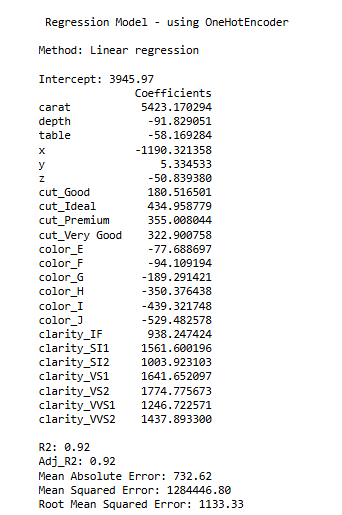 Regression Model - using OneHotEncoder
Method: Linear regression
Intercept: 3945.97
Coefficients
carat 5423.170294
depth -91.829051
table -58.169284
x -1190.321358
y 5.334533
z -50.839380
cut_Good 180.516501
cut_Ideal 434.958779
cut_Premium 355.008044
cut_Very Good 322.900758
color_E -77.688697
color_F -94.109194
color_G -189.291421
color_H -350.376438
color_I -439.321748
color_J -529.482578
clarity_IF 938.247424
clarity_SI1 1561.600196
clarity_SI2 1003.923103
clarity_VS1 1641.652097
clarity_VS2 1774.775673
clarity_VVS1 1246.722571
clarity_VVS2 1437.893300
R2: 0.92
Adj_R2: 0.92
Mean Absolute Error: 732.62
Mean Squared Error: 1284446.80
Root Mean Squared Error: 1133.33